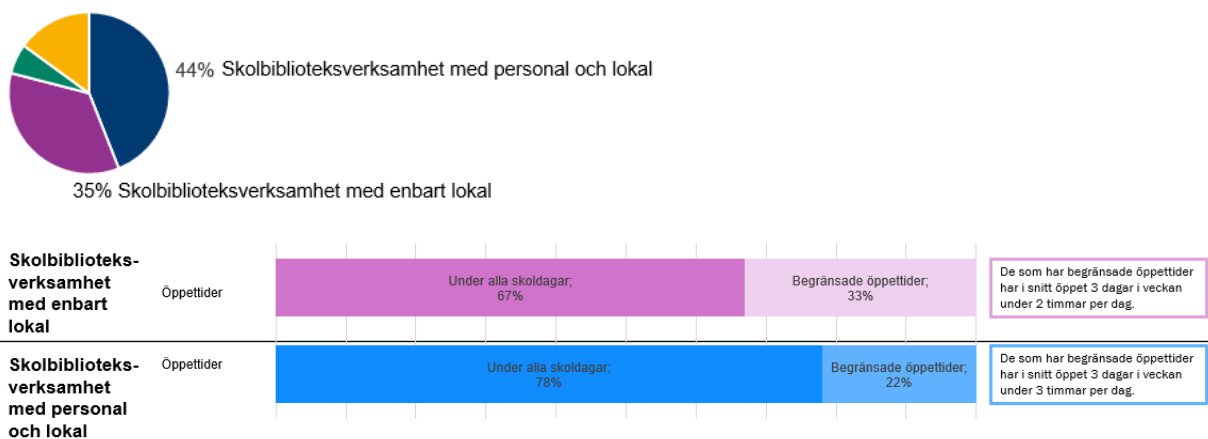 44% Skolbiblioteksverksamhet med personal och lokal
35% Skolbiblioteksverksamhet med enbart lokal
Skolbiblioteks-
verksamhet
med enbart
lokal
Öppettider
Under alla skoldagar;
67%
Begränsade öppettider;
33%
De som har begränsade öppettider
har i snitt öppet 3 dagar i veckan
under 2 timmar per dag.
Skolbiblioteks-
verksamhet
med personal
och lokal
Öppettider
Under alla skoldagar;
78%
Begränsade öppettider;
22%
De som har begränsade öppettider
har i snitt öppet 3 dagar i veckan
under 3 timmar per dag.